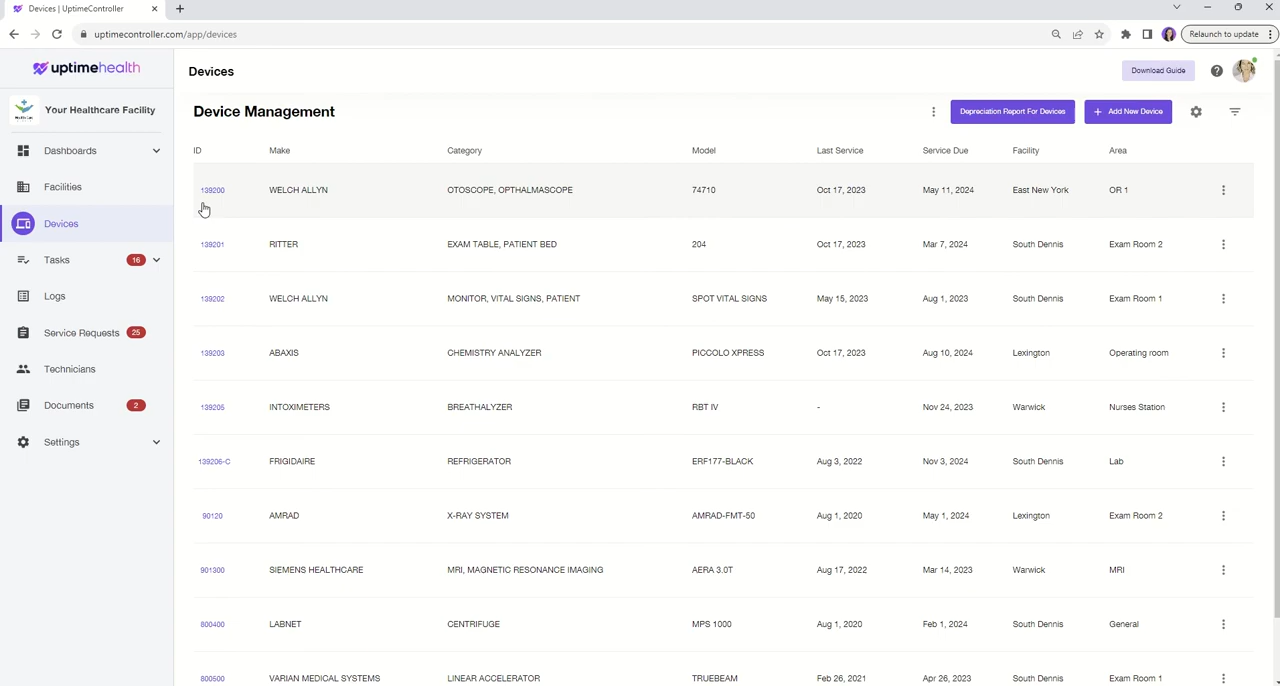 Devices | UptimeController
uptimecontroller.com/app/devices
Relaunch to update
uptimehealth
Devices
Download Guide
Your Healthcare Facility
Device Management
Depreciation Report For Devices
+ Add New Device
Dashboards
Facilities
Devices
Tasks 16
Logs
Service Requests 25
Technicians
Documents 2
Settings
ID Make Category Model Last Service Service Due Facility Area
139200 WELCH ALLYN OTOSCOPE, OPTHALMASCOPE 74710 Oct 17, 2023 May 11, 2024 East New York OR 1
139201 RITTER EXAM TABLE, PATIENT BED 204 Oct 17, 2023 Mar 7, 2024 South Dennis Exam Room 2
139202 WELCH ALLYN MONITOR, VITAL SIGNS, PATIENT SPOT VITAL SIGNS May 15, 2023 Aug 1, 2023 South Dennis Exam Room 1
139203 ABAXIS CHEMISTRY ANALYZER PICCOLO XPRESS Oct 17, 2023 Aug 10, 2024 Lexington Operating room
139205 INTOXIMETERS BREATHALYZER RBT IV - Nov 24, 2023 Warwick Nurses Station
139206-C FRIGIDAIRE REFRIGERATOR ERF177-BLACK Aug 3, 2022 Nov 3, 2024 South Dennis Lab
90120 AMRAD X-RAY SYSTEM AMRAD-FMT-50 Aug 1, 2020 May 1, 2024 Lexington Exam Room 2
901300 SIEMENS HEALTHCARE MRI, MAGNETIC RESONANCE IMAGING AERA 3.0T Aug 17, 2022 Mar 14, 2023 Warwick MRI
800400 LABNET CENTRIFUGE MPS 1000 Aug 1, 2020 Feb 1, 2024 South Dennis General
800500 VARIAN MEDICAL SYSTEMS LINEAR ACCELERATOR TRUEBEAM Feb 26, 2021 Apr 26, 2023 South Dennis Exam Room 1